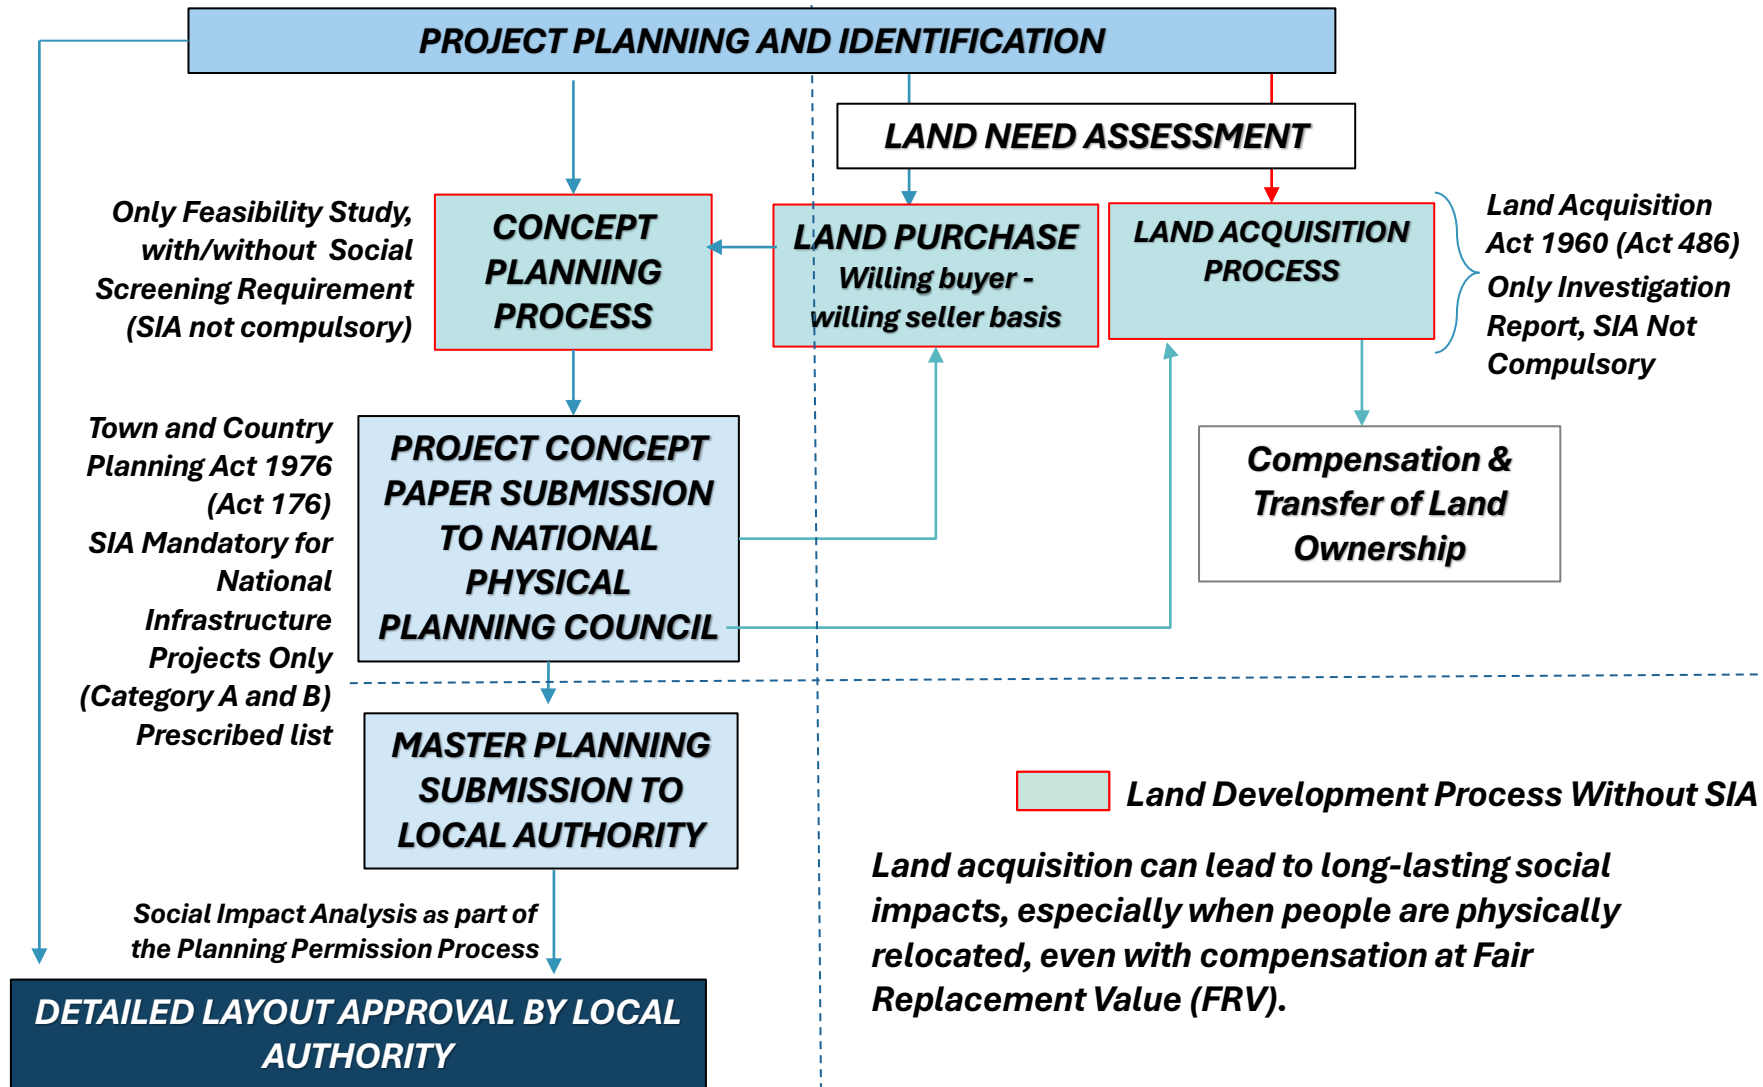 PROJECT PLANNING AND IDENTIFICATION
LAND NEED ASSESSMENT
Only Feasibility Study,
with/without Social
Screening Requirement
(SIA not compulsory)
CONCEPT
PLANNING
PROCESS
LAND PURCHASE
Willing buyer -
willing seller basis
LAND ACQUISITION
PROCESS
Land Acquisition
Act 1960 (Act 486)
Only Investigation
Report, SIA Not
Compulsory
Town and Country
Planning Act 1976
(Act 176)
SIA Mandatory for
National
Infrastructure
Projects Only
(Category A and B)
Prescribed list
PROJECT CONCEPT
PAPER SUBMISSION
TO NATIONAL
PHYSICAL
PLANNING COUNCIL
Compensation &
Transfer of Land
Ownership
MASTER PLANNING
SUBMISSION TO
LOCAL AUTHORITY
Land Development Process Without SIA
Land acquisition can lead to long-lasting social
impacts, especially when people are physically
relocated, even with compensation at Fair
Replacement Value (FRV).
Social Impact Analysis as part of
the Planning Permission Process
DETAILED LAYOUT APPROVAL BY LOCAL
AUTHORITY